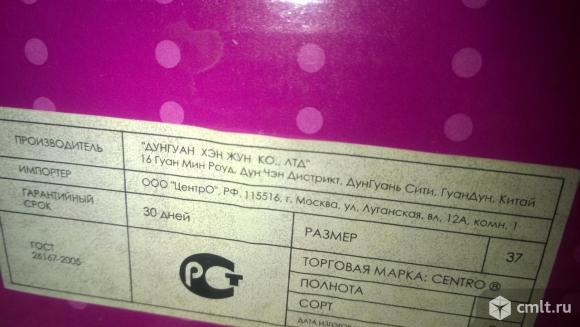 ПРОИЗВОДИТЕЛЬ "ДУНГУАН ХЭН ЖУН КО., ЛТД"
16 Гуан Мин Роуд, Дун Чэн Дистрикт, ДунГуань Сити, ГуанДун, Китай
ИМПОРТЕР ООО "ЦентрО", РФ, 115516, г. Москва, ул. Луганская, вл. 12А, комн. 1
ГАРАНТИЙНЫЙ СРОК 30 дней
РАЗМЕР 37
ГОСТ 26167-2005
РСТ
ТОРГОВАЯ МАРКА: CENTRO ®
ПОЛНОТА
СОРТ
ДАТА ИЗГОТ
cmlt.ru